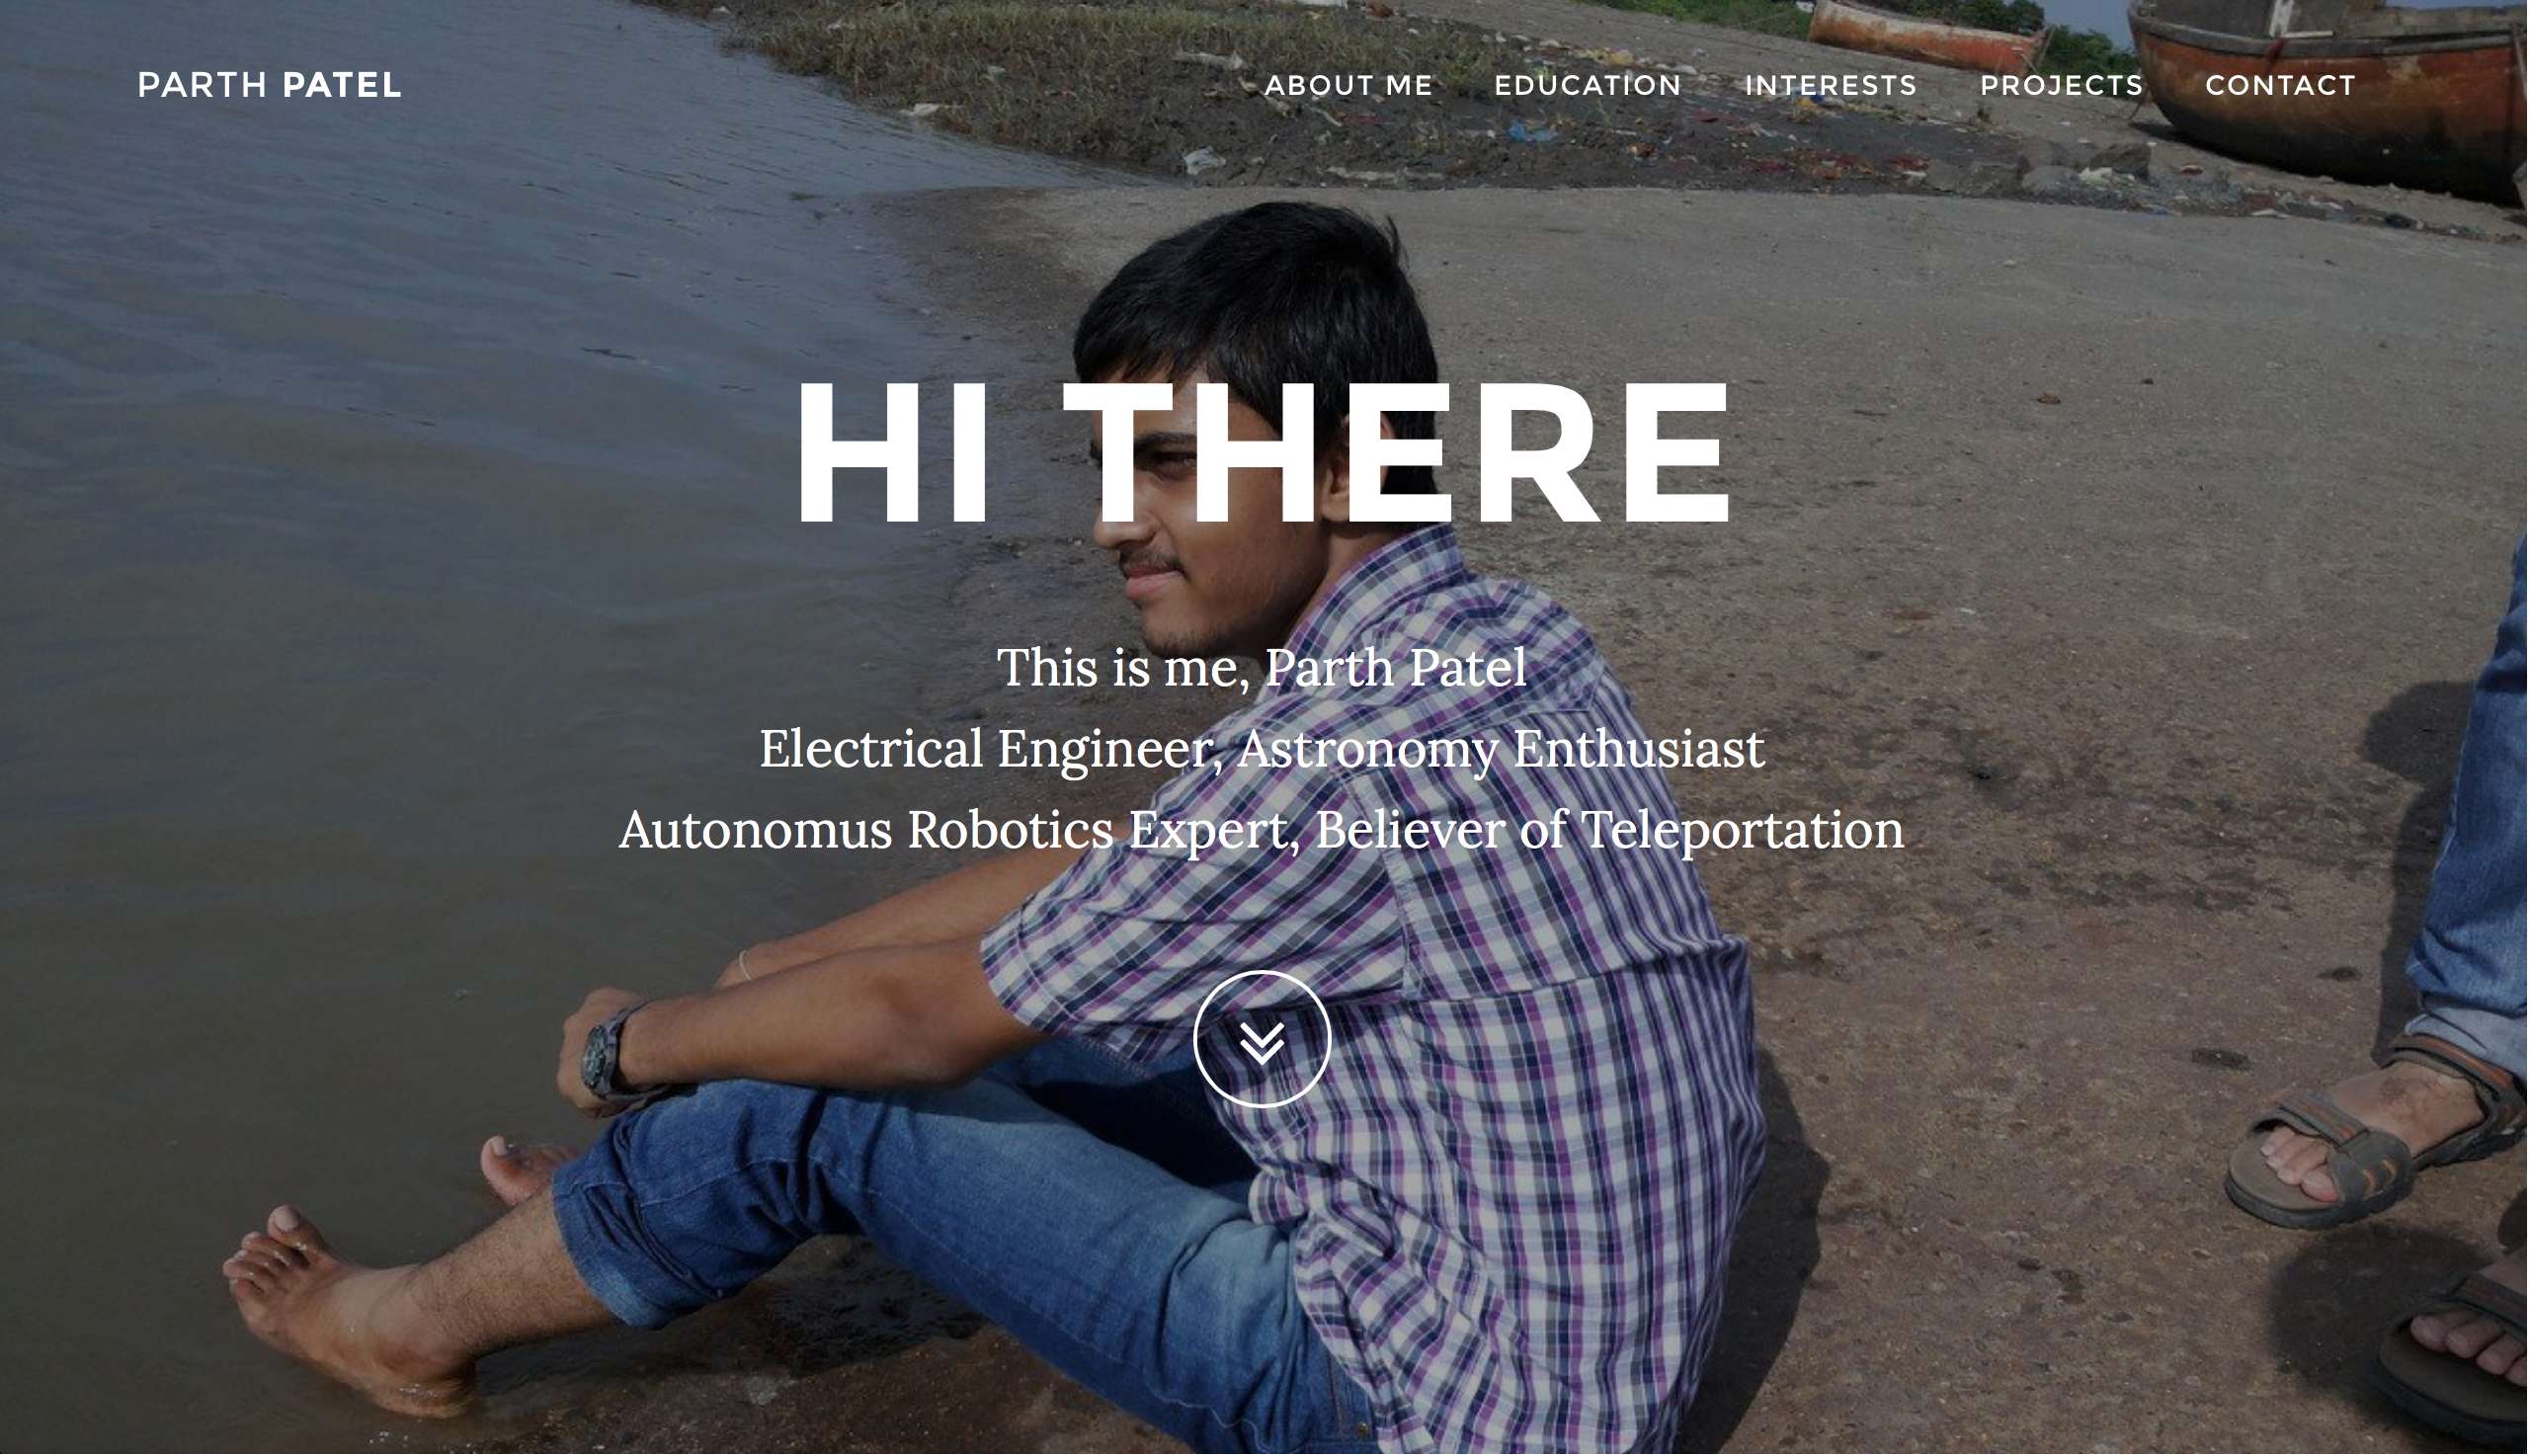 PARTH PATEL
ABOUT ME EDUCATION INTERESTS PROJECTS CONTACT
HI THERE
This is me, Parth Patel
Electrical Engineer, Astronomy Enthusiast
Autonomus Robotics Expert, Believer of Teleportation